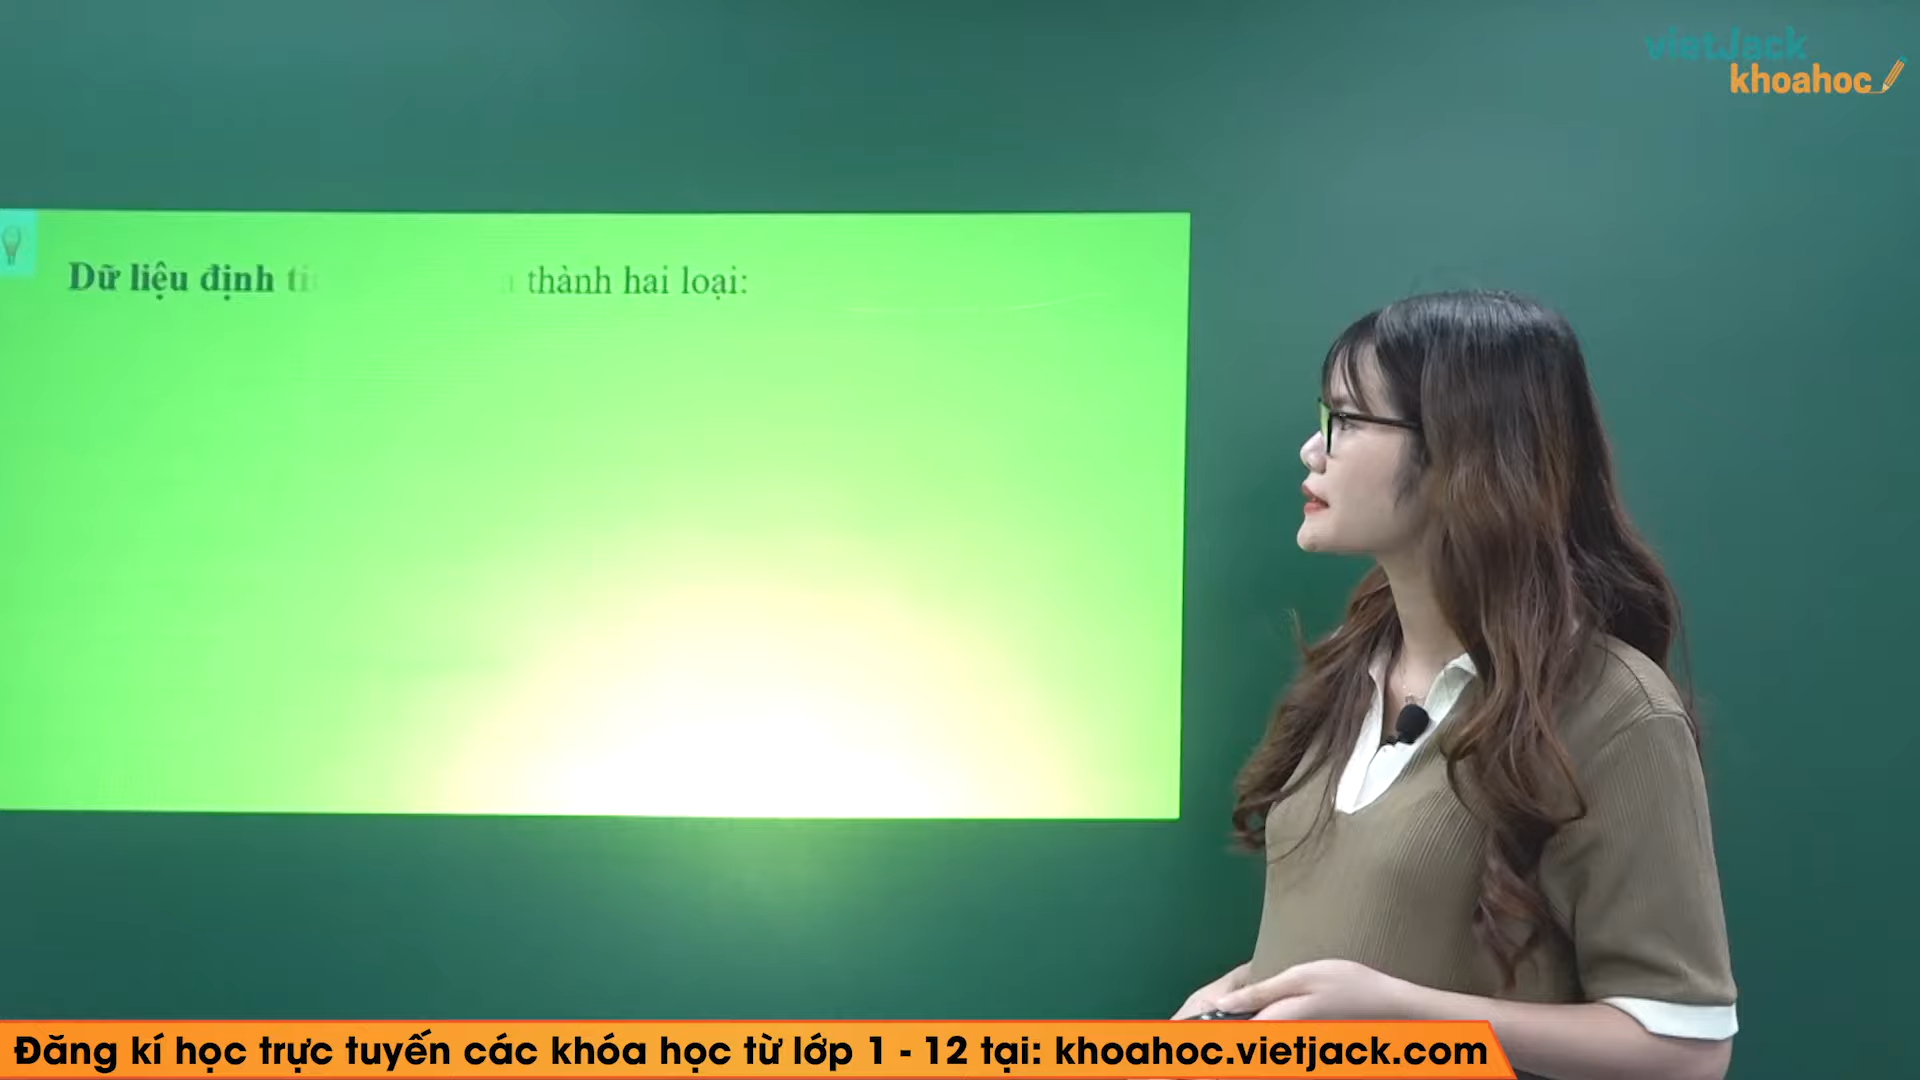 vietJack
khoahoc
Dữ liệu định thành hai loại:
Đăng kí học trực tuyến các khóa học từ lớp 1 - 12 tại: khoahoc.vietjack.com